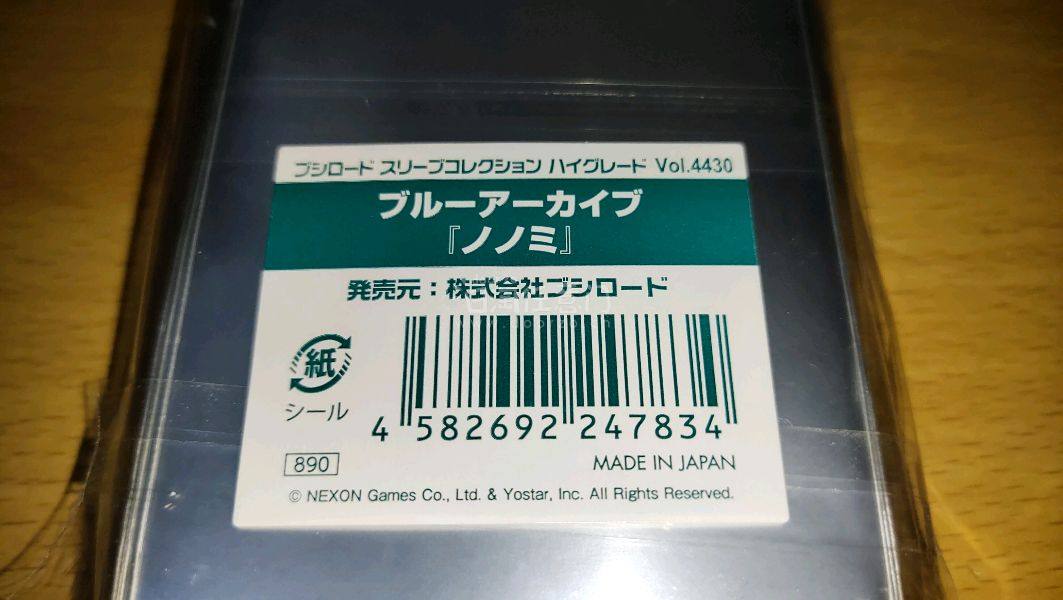 ブシロード スリーブコレクション ハイグレード Vol.4430
ブルーアーカイブ
『ノノミ』
発売元：株式会社ブシロード
紙
シール
4 582692 247834
890
MADE IN JAPAN
© NEXON Games Co., Ltd. & Yostar, Inc. All Rights Reserved.